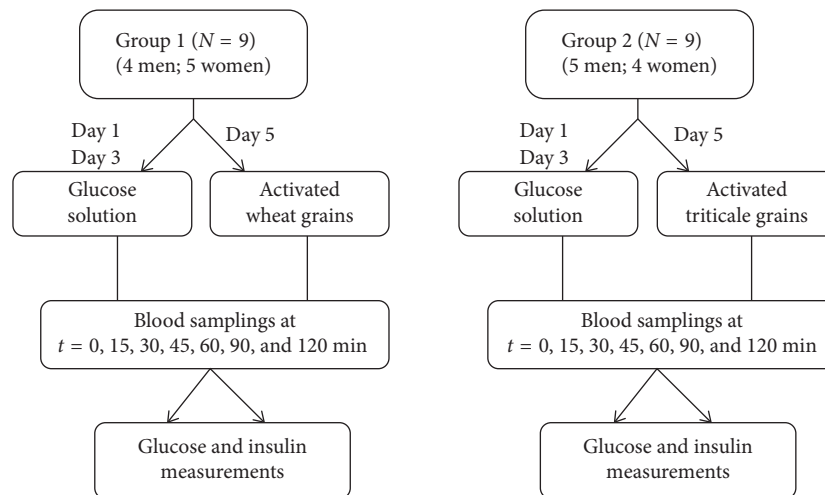 Group 1 (N = 9)
(4 men; 5 women)
Day 1
Day 3
Day 5
Glucose
solution
Activated
wheat grains
Blood samplings at
t = 0, 15, 30, 45, 60, 90, and 120 min
Glucose and insulin
measurements
Group 2 (N = 9)
(5 men; 4 women)
Day 1
Day 3
Day 5
Glucose
solution
Activated
triticale grains
Blood samplings at
t = 0, 15, 30, 45, 60, 90, and 120 min
Glucose and insulin
measurements